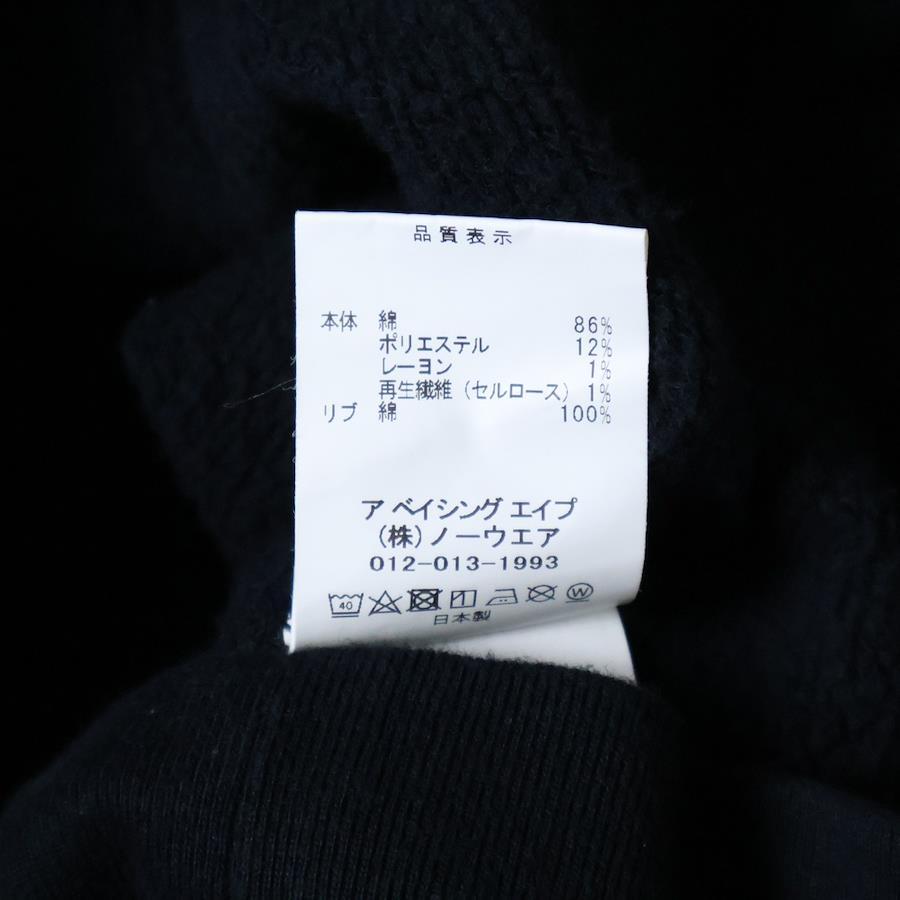 品質表示
本体 綿 86%
ポリエステル 12%
レーヨン 1%
再生繊維(セルロース) 1%
リブ 綿 100%
ア ベイシング エイプ
(株)ノーウエア
012-013-1993
40 W
日本製